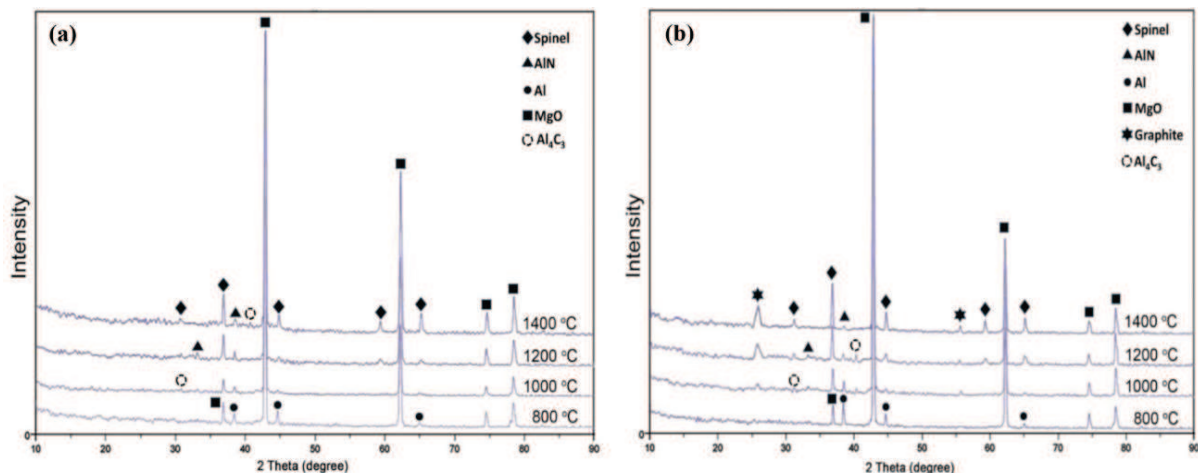 (a)
Spinel
AlN
Al
MgO
Al₄C₃
Intensity
1400 °C
1200 °C
1000 °C
800 °C
0
10 20 30 40 50 60 70 80 90
2 Theta (degree)
(b)
Spinel
AlN
Al
MgO
Graphite
Al₄C₃
Intensity
1400 °C
1200 °C
1000 °C
800 °C
0
10 20 30 40 50 60 70 80 90
2 Theta (degree)